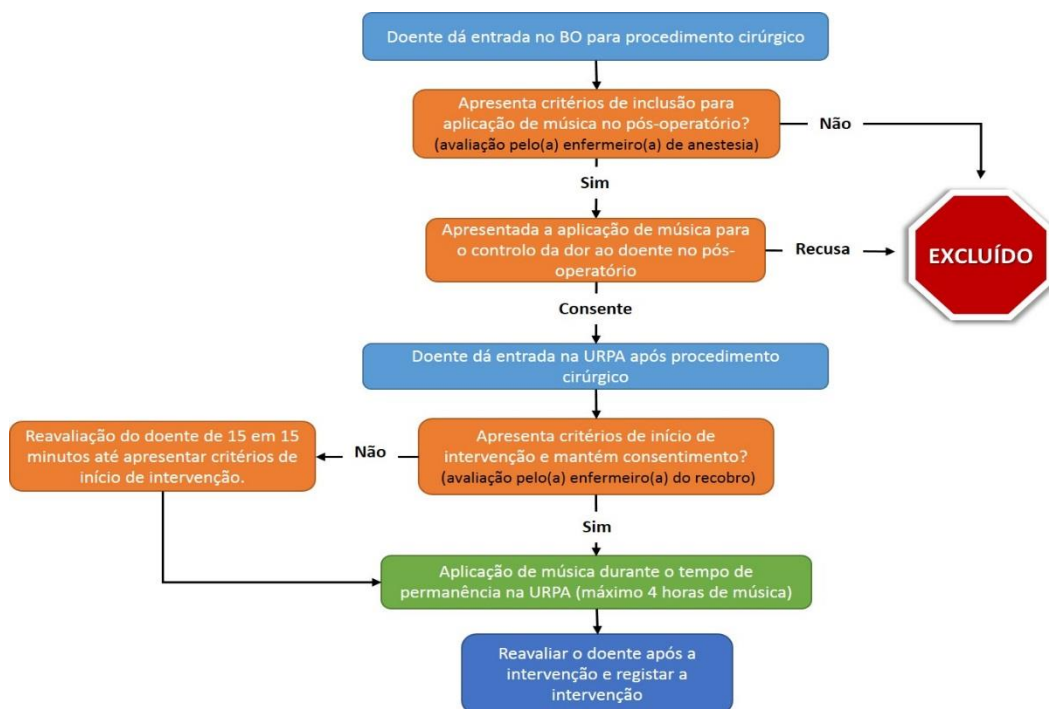 Doente dá entrada no BO para procedimento cirúrgico
Apresenta critérios de inclusão para
aplicação de música no pós-operatório?
(avaliação pelo(a) enfermeiro(a) de anestesia)
Não
Sim
Apresentada a aplicação de música para
o controlo da dor ao doente no pós-
operatório
Recusa
EXCLUÍDO
Consente
Doente dá entrada na URPA após procedimento
cirúrgico
Apresenta critérios de início de
intervenção e mantém consentimento?
(avaliação pelo(a) enfermeiro(a) do recobro)
Não
Reavaliação do doente de 15 em 15
minutos até apresentar critérios de
início de intervenção.
Sim
Aplicação de música durante o tempo de
permanência na URPA (máximo 4 horas de música)
Reavaliar o doente após a
intervenção e registar a
intervenção